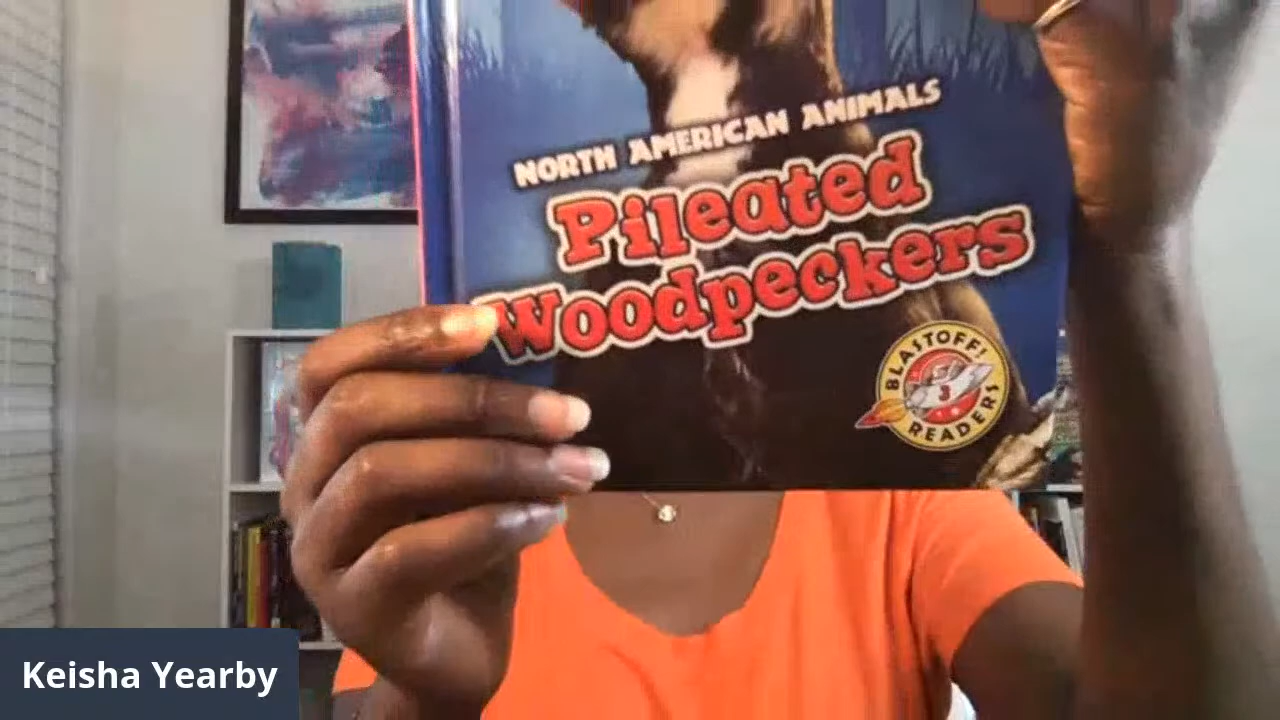 NORTH AMERICAN ANIMALS
Pileated
Woodpeckers
BLASTOFF!
3
READERS
Keisha Yearby